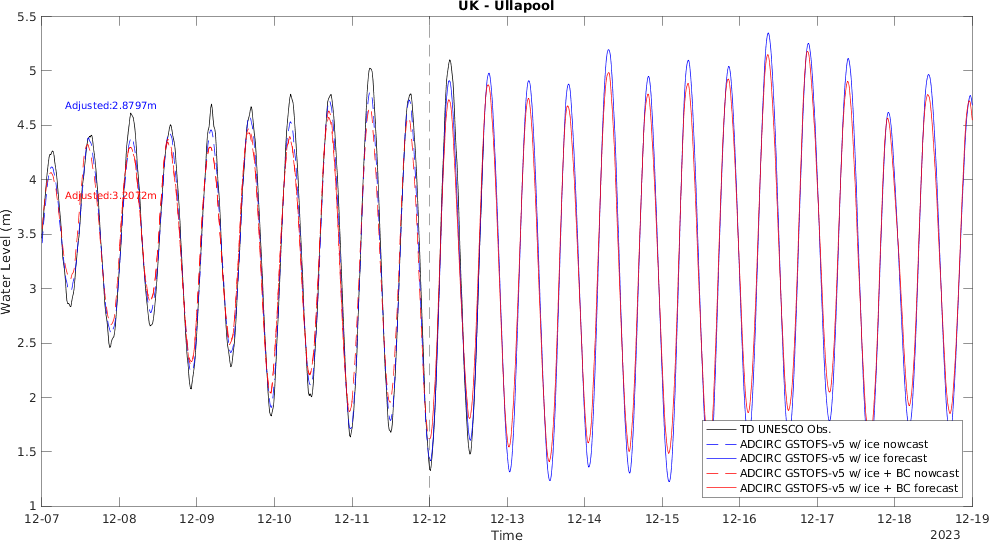 UK - Ullapool
5.5
5
4.5
4
3.5
3
2.5
2
1.5
1
Water Level (m)
Adjusted:2.8797m
Adjusted:3.2072m
TD UNESCO Obs.
ADCIRC GSTOFS-v5 w/ ice nowcast
ADCIRC GSTOFS-v5 w/ ice forecast
ADCIRC GSTOFS-v5 w/ ice + BC nowcast
ADCIRC GSTOFS-v5 w/ ice + BC forecast
12-07 12-08 12-09 12-10 12-11 12-12 12-13 12-14 12-15 12-16 12-17 12-18 12-19
Time
2023